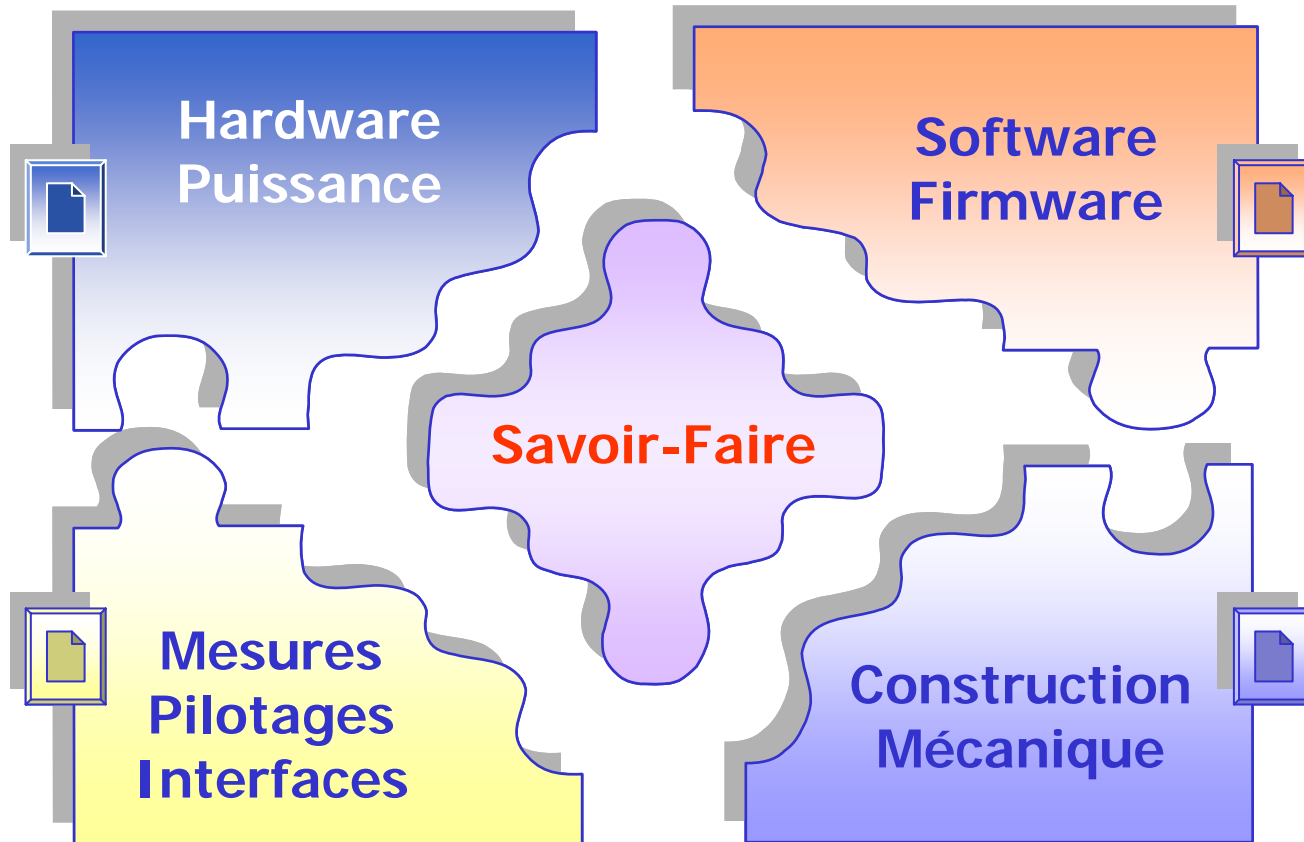 Hardware
Puissance
Software
Firmware
Savoir-Faire
Mesures
Pilotages
Interfaces
Construction
Mécanique